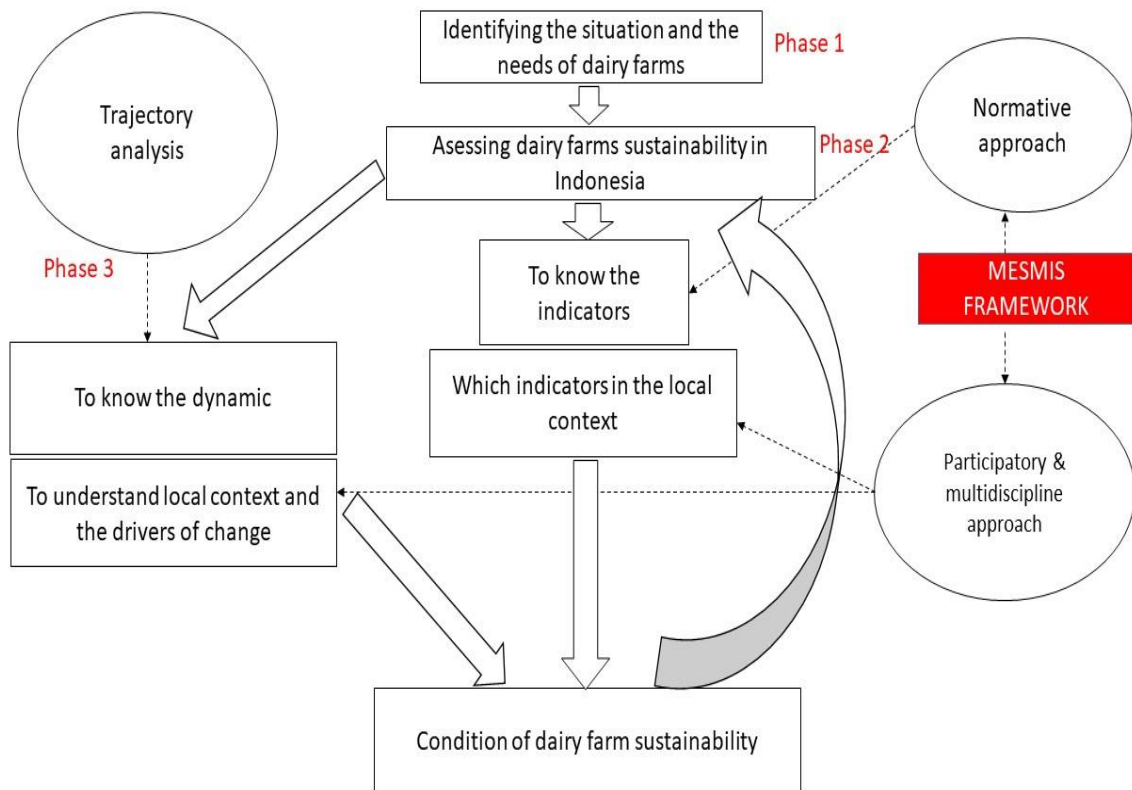 Identifying the situation and the
needs of dairy farms
Phase 1
Trajectory
analysis
Normative
approach
Asessing dairy farms sustainability in
Indonesia
Phase 2
Phase 3
To know the
indicators
MESMIS
FRAMEWORK
To know the dynamic
Which indicators in the local
context
To understand local context and
the drivers of change
Participatory &
multidiscipline
approach
Condition of dairy farm sustainability